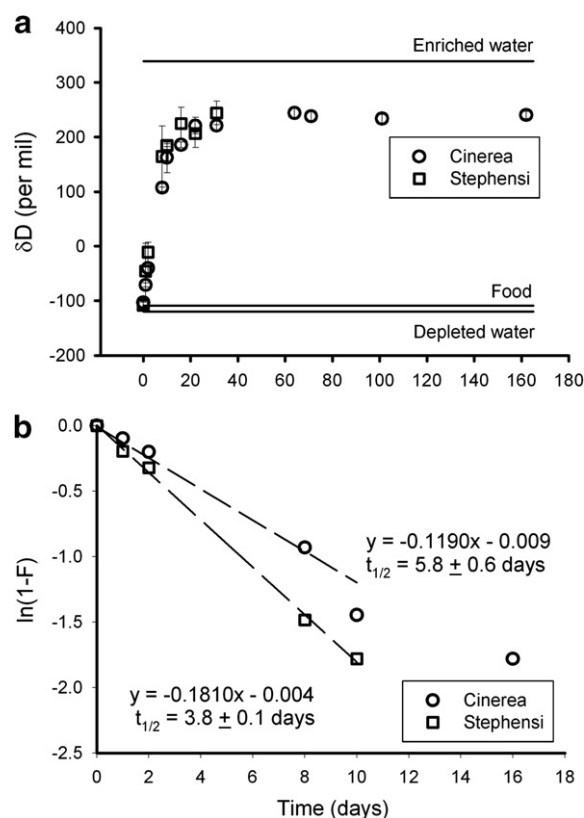 a
400
300
200
100
0
-100
-200
δD (per mil)
Enriched water
Cinerea
Stephensi
Food
Depleted water
0 20 40 60 80 100 120 140 160 180
b
0.0
-0.5
-1.0
-1.5
-2.0
-2.5
ln(1-F)
y = -0.1190x - 0.009
t1/2 = 5.8 ± 0.6 days
y = -0.1810x - 0.004
t1/2 = 3.8 ± 0.1 days
Cinerea
Stephensi
0 2 4 6 8 10 12 14 16 18
Time (days)